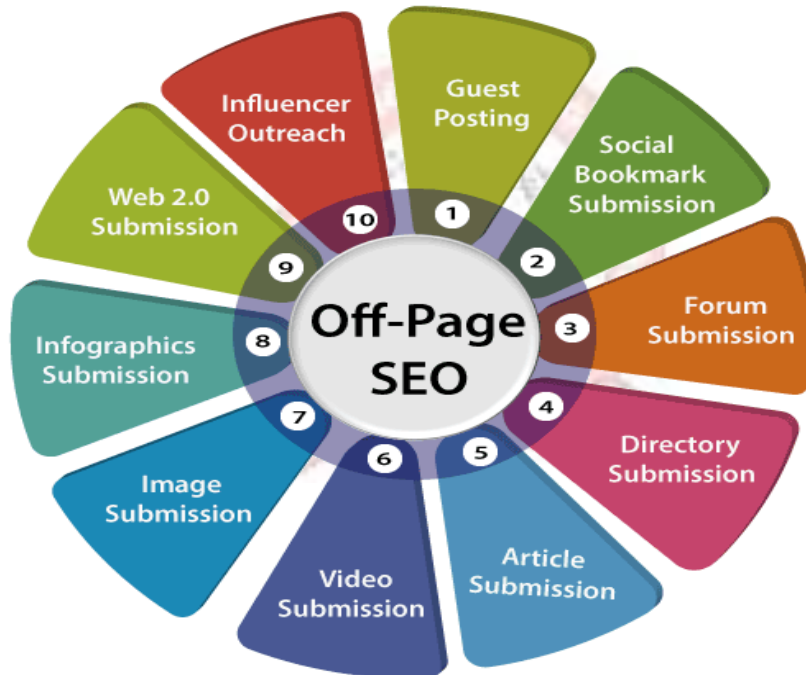 Off-Page
SEO
1
Guest
Posting
2
Social
Bookmark
Submission
3
Forum
Submission
4
Directory
Submission
5
Article
Submission
6
Video
Submission
7
Image
Submission
8
Infographics
Submission
9
Web 2.0
Submission
10
Influencer
Outreach